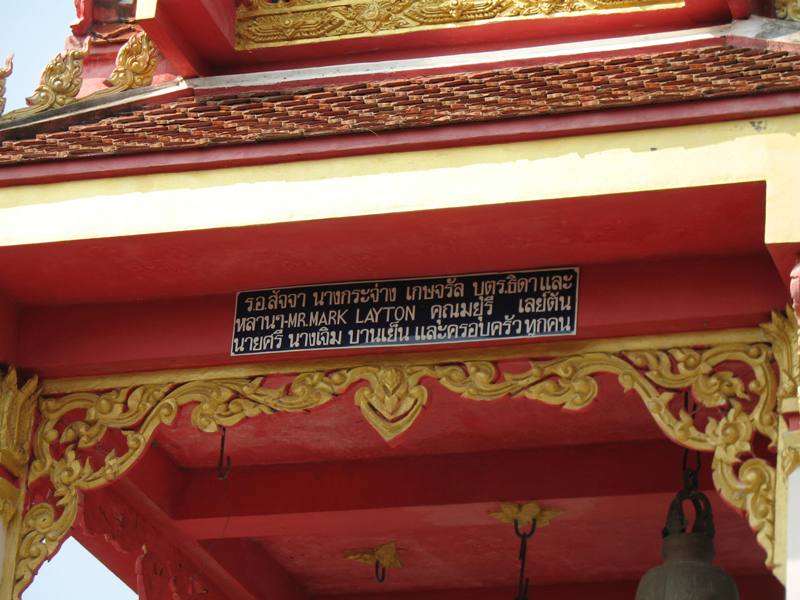 ร.อ.สัจจา นางกระจ่าง เกษจรัล บุตร.ธิดาและ
หลานๆ-MR.MARK LAYTON คุณมยุรี เลย์ตัน
นายศรี นางเจิม บานเย็น และครอบครัวทุกคน